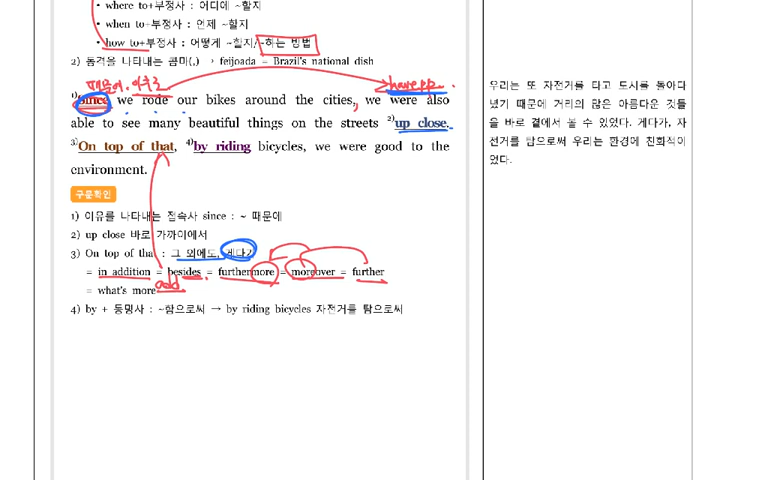 • where to+부정사 : 어디에 ~할지
• when to+부정사 : 언제 ~할지
• how to+부정사 : 어떻게 ~할지/~하는 방법
2) 동격을 나타내는 콤마(,) → feijoada = Brazil's national dish
때문에. 이후로
have pp.
1)Since we rode our bikes around the cities, we were also
able to see many beautiful things on the streets 2)up close.
3)On top of that, 4)by riding bicycles, we were good to the
environment.
구문확인
1) 이유를 나타내는 접속사 since : ~ 때문에
2) up close 바로 가까이에서
3) On top of that : 그 외에도, 게다가
= in addition = besides = furthermore = moreover = further
= what's more
add
4) by + 동명사 : ~함으로써 → by riding bicycles 자전거를 탐으로써
우리는 또 자전거를 타고 도시를 돌아다
녔기 때문에 거리의 많은 아름다운 것들
을 바로 곁에서 볼 수 있었다. 게다가, 자
전거를 탐으로써 우리는 환경에 친화적이
었다.